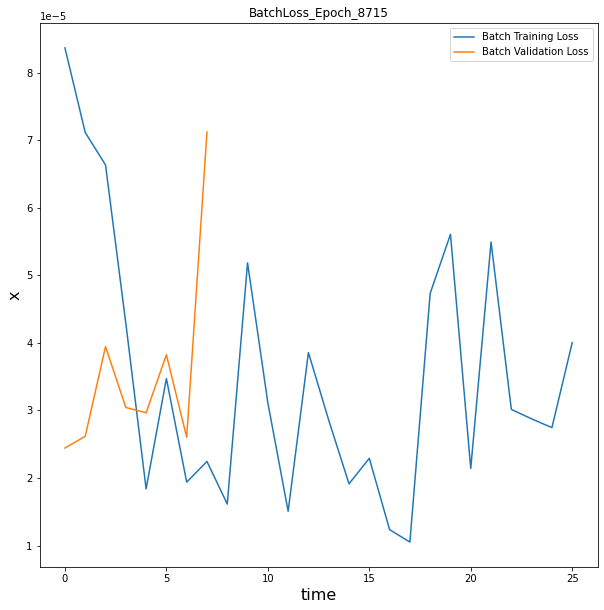 BatchLoss_Epoch_8715
1e−5
Batch Training Loss
Batch Validation Loss
8
7
6
5
4
3
2
1
x
0 5 10 15 20 25
time